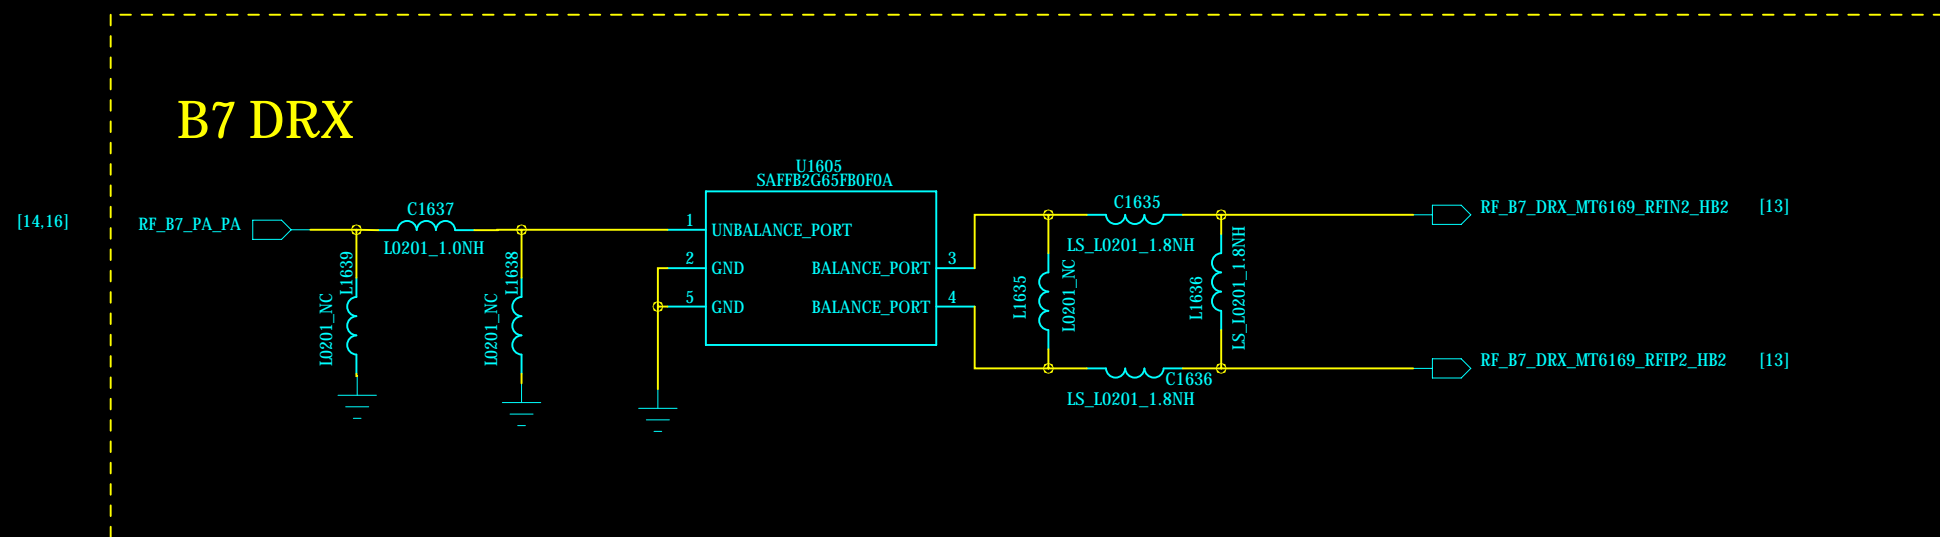 B7 DRX
U1605
SAFFB2G65FB0F0A
[14,16]
RF_B7_PA_PA
C1637
L0201_1.0NH
L1639
L0201_NC
L1638
L0201_NC
1
UNBALANCE_PORT
2
GND
5
GND
BALANCE_PORT
3
BALANCE_PORT
4
C1635
LS_L0201_1.8NH
L1635
L0201_NC
L1636
LS_L0201_1.8NH
C1636
LS_L0201_1.8NH
RF_B7_DRX_MT6169_RFIN2_HB2
[13]
RF_B7_DRX_MT6169_RFIP2_HB2
[13]